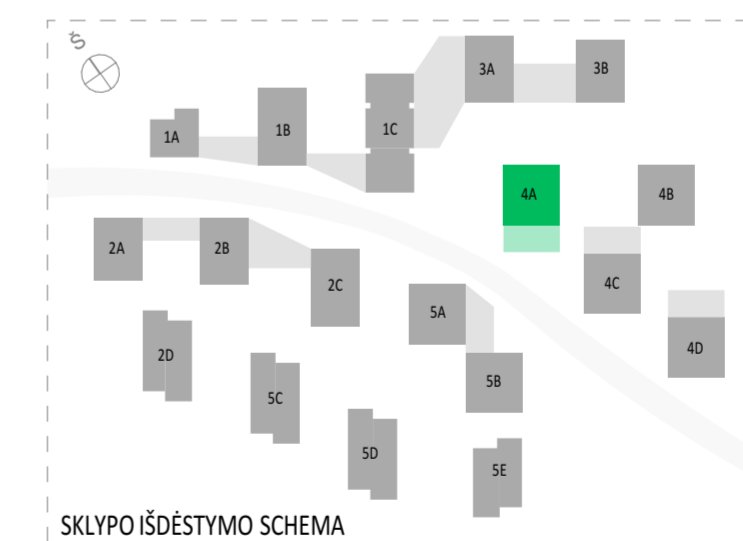 Š
3A
3B
1A
1B
1C
4A
4B
2A
2B
2C
4C
5A
4D
2D
5B
5C
5D
5E
SKLYPO IŠDĖSTYMO SCHEMA